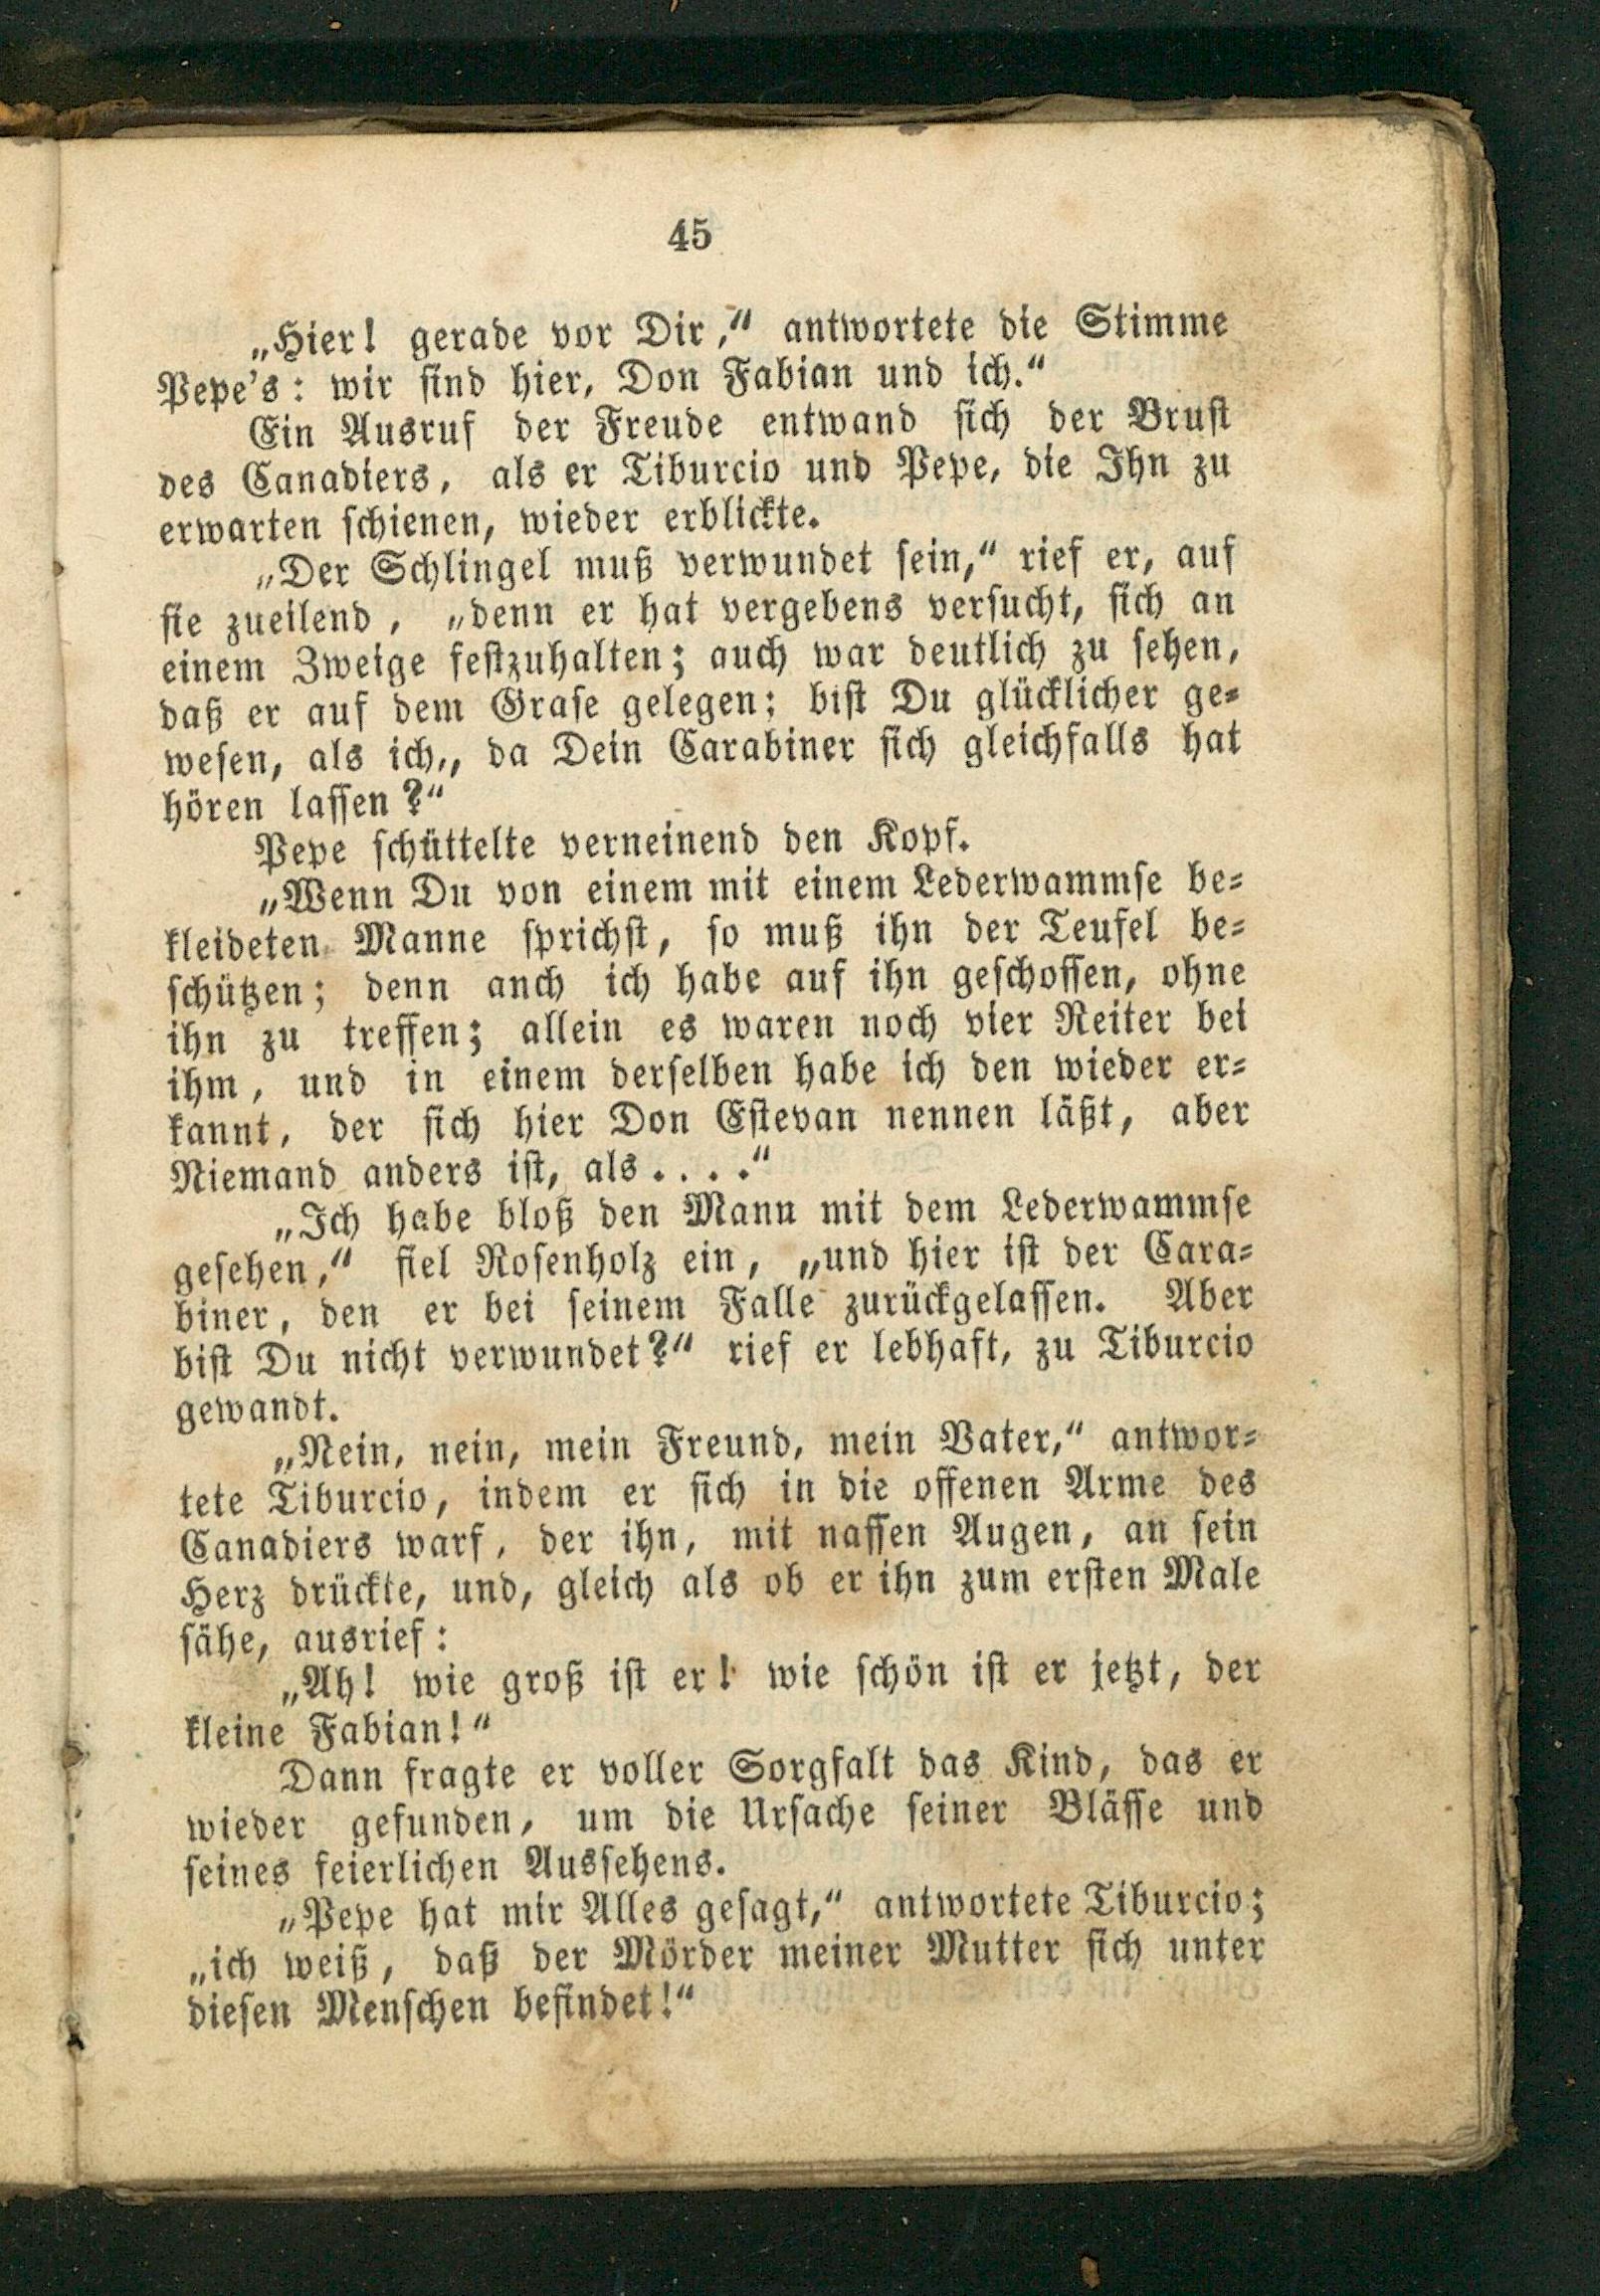 45
„Hier! gerade vor Dir,“ antwortete die Stimme
Pepe's: wir sind hier, Don Fabian und ich.“
Ein Ausruf der Freude entwand sich der Brust
des Canadiers, als er Tiburcio und Pepe, die Ihn zu
erwarten schienen, wieder erblickte.
„Der Schlingel muß verwundet sein,“ rief er, auf
sie zueilend, „denn er hat vergebens versucht, sich an
einem Zweige festzuhalten; auch war deutlich zu sehen,
daß er auf dem Grase gelegen; bist Du glücklicher ge-
wesen, als ich,, da Dein Carabiner sich gleichfalls hat
hören lassen?“
Pepe schüttelte verneinend den Kopf.
„Wenn Du von einem mit einem Lederwammse be-
kleideten Manne sprichst, so muß ihn der Teufel be-
schützen; denn anch ich habe auf ihn geschossen, ohne
ihn zu treffen; allein es waren noch vier Reiter bei
ihm, und in einem derselben habe ich den wieder er-
kannt, der sich hier Don Estevan nennen läßt, aber
Niemand anders ist, als . . . .“
„Ich habe bloß den Mann mit dem Lederwammse
gesehen,“ fiel Rosenholz ein, „und hier ist der Cara-
biner, den er bei seinem Falle zurückgelassen. Aber
bist Du nicht verwundet?“ rief er lebhaft, zu Tiburcio
gewandt.
„Nein, nein, mein Freund, mein Vater,“ antwor-
tete Tiburcio, indem er sich in die offenen Arme des
Canadiers warf, der ihn, mit nassen Augen, an sein
Herz drückte, und, gleich als ob er ihn zum ersten Male
sähe, ausrief:
„Ah! wie groß ist er! wie schön ist er jetzt, der
kleine Fabian!“
Dann fragte er voller Sorgfalt das Kind, das er
wieder gefunden, um die Ursache seiner Blässe und
seines feierlichen Aussehens.
„Pepe hat mir Alles gesagt,“ antwortete Tiburcio;
„ich weiß, daß der Mörder meiner Mutter sich unter
diesen Menschen befindet!“